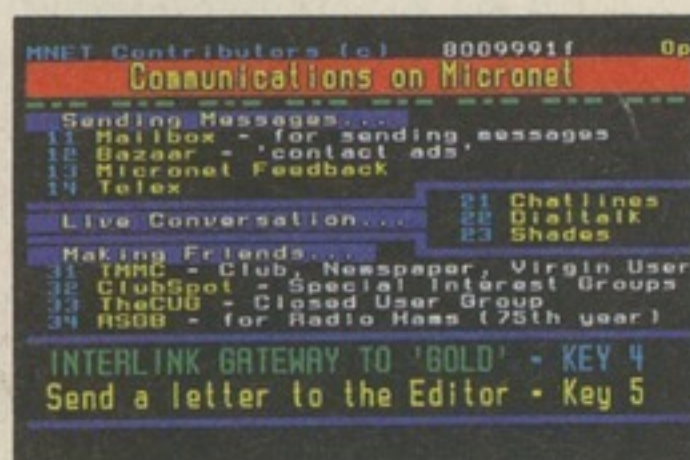 MNET Contributors (c) 8009991f Op
Communications on Micronet
Sending Messages...
11 Mailbox - for sending messages
12 Bazaar - 'contact ads'
13 Micronet Feedback
14 Telex
21 Chatlines
Live Conversation... 22 Dialtalk
23 Shades
Making Friends...
31 TMMC - Club, Newspaper, Virgin User
32 ClubSpot - Special Interest Groups
33 TheCUG - Closed User Group
34 RSGB - for Radio Hams (75th year)
INTERLINK GATEWAY TO 'GOLD' - KEY 4
Send a letter to the Editor - Key 5